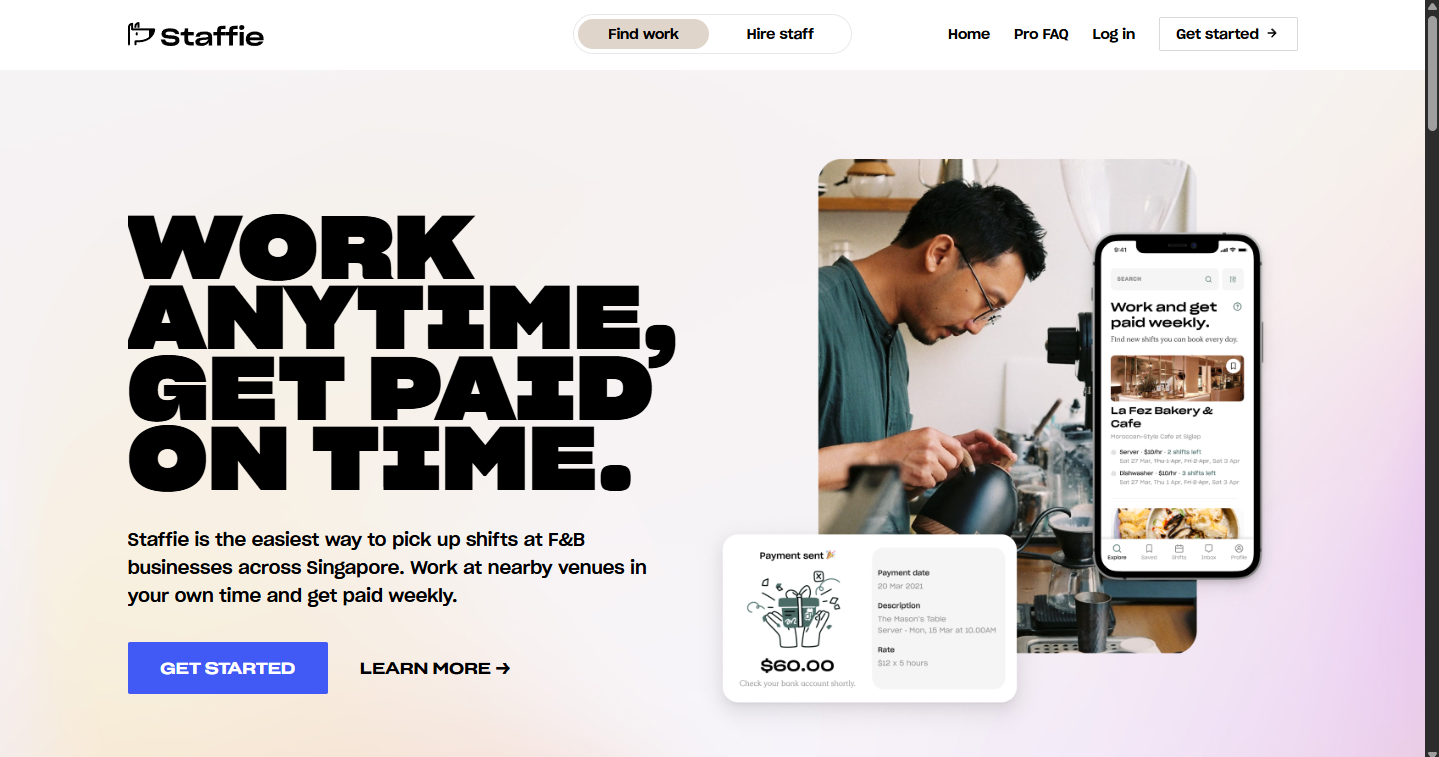 Staffie
Find work
Hire staff
Home
Pro FAQ
Log in
Get started →
WORK
ANYTIME,
GET PAID
ON TIME.
Staffie is the easiest way to pick up shifts at F&B
businesses across Singapore. Work at nearby venues in
your own time and get paid weekly.
GET STARTED
LEARN MORE →
9:41
SEARCH
Work and get
paid weekly.
Find new shifts you can book every day.
La Fez Bakery &
Cafe
Moroccan-Style Cafe at Siglap
Server · $10/hr · 2 shifts left
Sat 27 Mar, Thu 1 Apr, Fri 2 Apr, Sat 3 Apr
Dishwasher · $10/hr · 3 shifts left
Sat 27 Mar, Thu 1 Apr, Fri 2 Apr, Sat 3 Apr
Explore
Saved
Shifts
Inbox
Profile
Payment sent 🎉
$60.00
Check your bank account shortly.
Payment date
20 Mar 2021
Description
The Mason's Table
Server · Mon, 15 Mar at 10.00AM
Rate
$12 x 5 hours